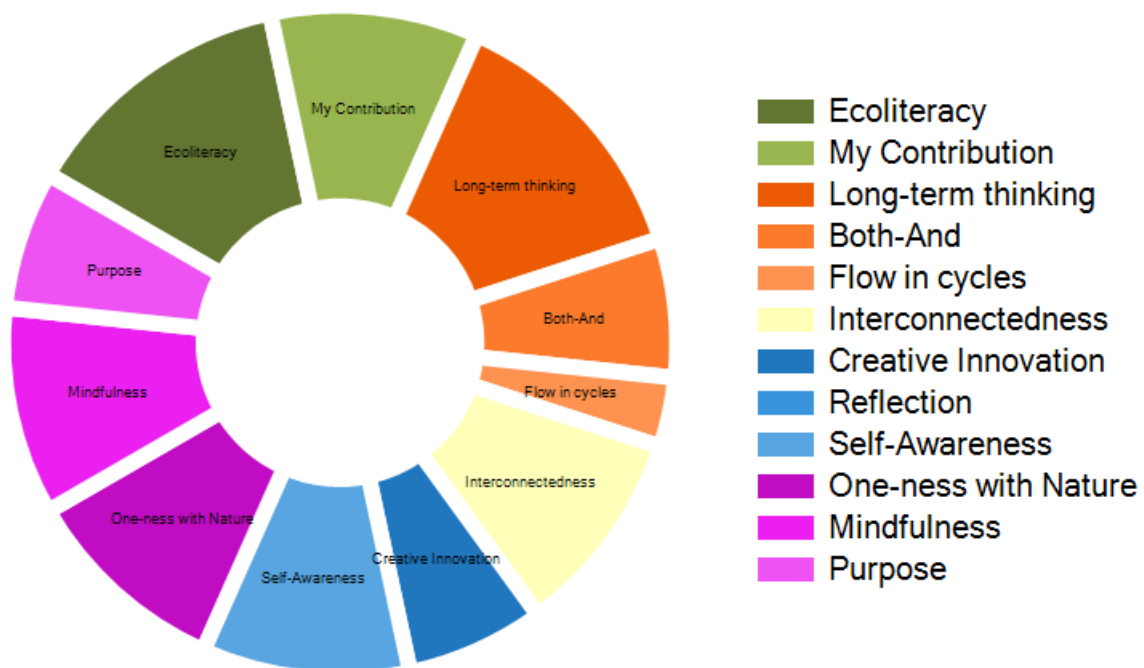 My Contribution
Ecoliteracy
Long-term thinking
Purpose
Both-And
Mindfulness
Flow in cycles
Interconnectedness
One-ness with Nature
Creative Innovation
Self-Awareness
Ecoliteracy
My Contribution
Long-term thinking
Both-And
Flow in cycles
Interconnectedness
Creative Innovation
Reflection
Self-Awareness
One-ness with Nature
Mindfulness
Purpose